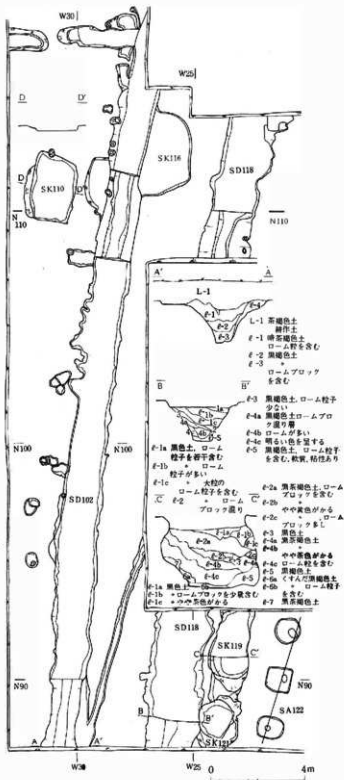 W30
W25
D D'
SK116
SD118
D SK110 D'
N110
N110
A' A
L-1
ℓ-4
ℓ-1
ℓ-2
ℓ-3
L-1 茶褐色土
耕作土
ℓ-1 暗茶褐色土
ローム粒を含む
ℓ-2 黒褐色土
ℓ-3 〃
ロームブロック
を含む
B B'
ℓ-3 黒褐色土、ローム粒子
少ない
ℓ-4a 黒褐色土ロームブロッ
ク混り層
ℓ-4b ロームが多い
ℓ-4c 明るい色を呈する
ℓ-5 黒褐色土、ローム粒子
を含む、軟質、粘性あり
ℓ-1a 黒色土、ローム
粒子を若干含む
ℓ-1b 〃 ローム
粒子が多い
ℓ-1c 〃 大粒の
ローム粒子を含む
ℓ-2 〃 ローム
ブロック混り
C C'
ℓ-2a 黒茶褐色土、ローム
ブロックを含む
ℓ-2b 〃
やや黄色がかる
ℓ-2c 〃、ローム
ブロック多し
ℓ-3 黒色土
ℓ-4a 黒茶褐色土
ℓ-4b 〃
やや茶色がかる
ℓ-4c ローム粒を含む
ℓ-5 黒褐色土
ℓ-6a くすんだ黒褐色土
ℓ-6b 〃 ローム粒子
を含む
ℓ-7 黒茶褐色土
ℓ-1a 黒色土
ℓ-1b 〃ロームブロックを少量含む
ℓ-1c 〃やや茶色がかる
N100
N100
SD102
SD118
SK119
C C'
N90
N90
SA122
B B'
SK121
A A'
W30
W25
0 4m